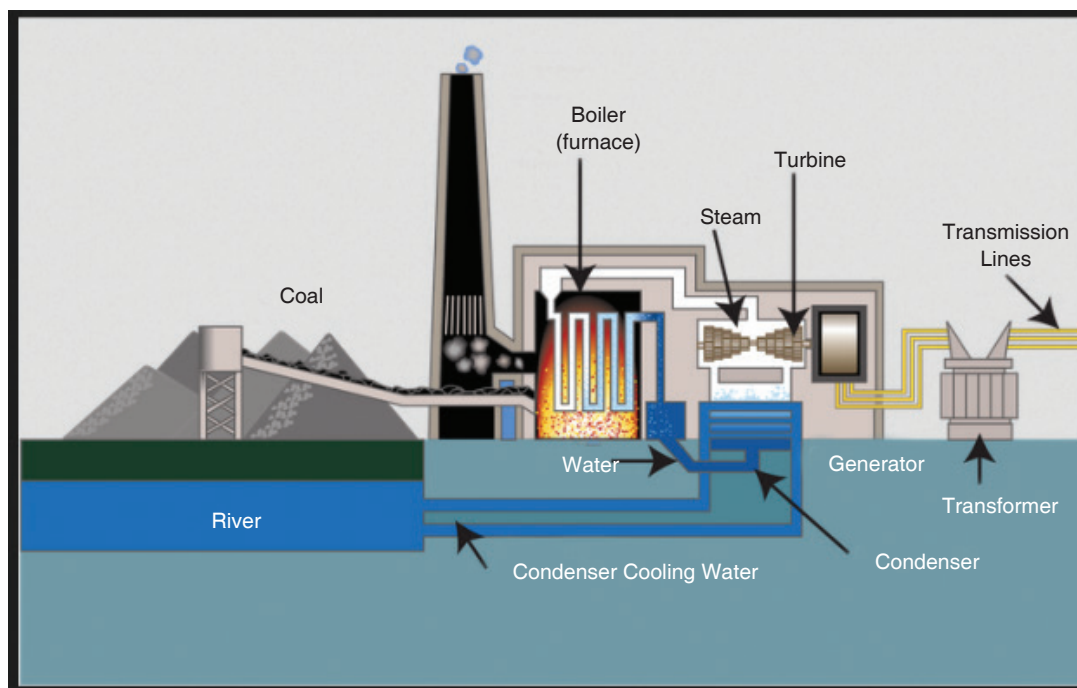 Boiler
(furnace)
Turbine
Steam
Transmission
Lines
Coal
Water
Generator
Transformer
River
Condenser
Condenser Cooling Water